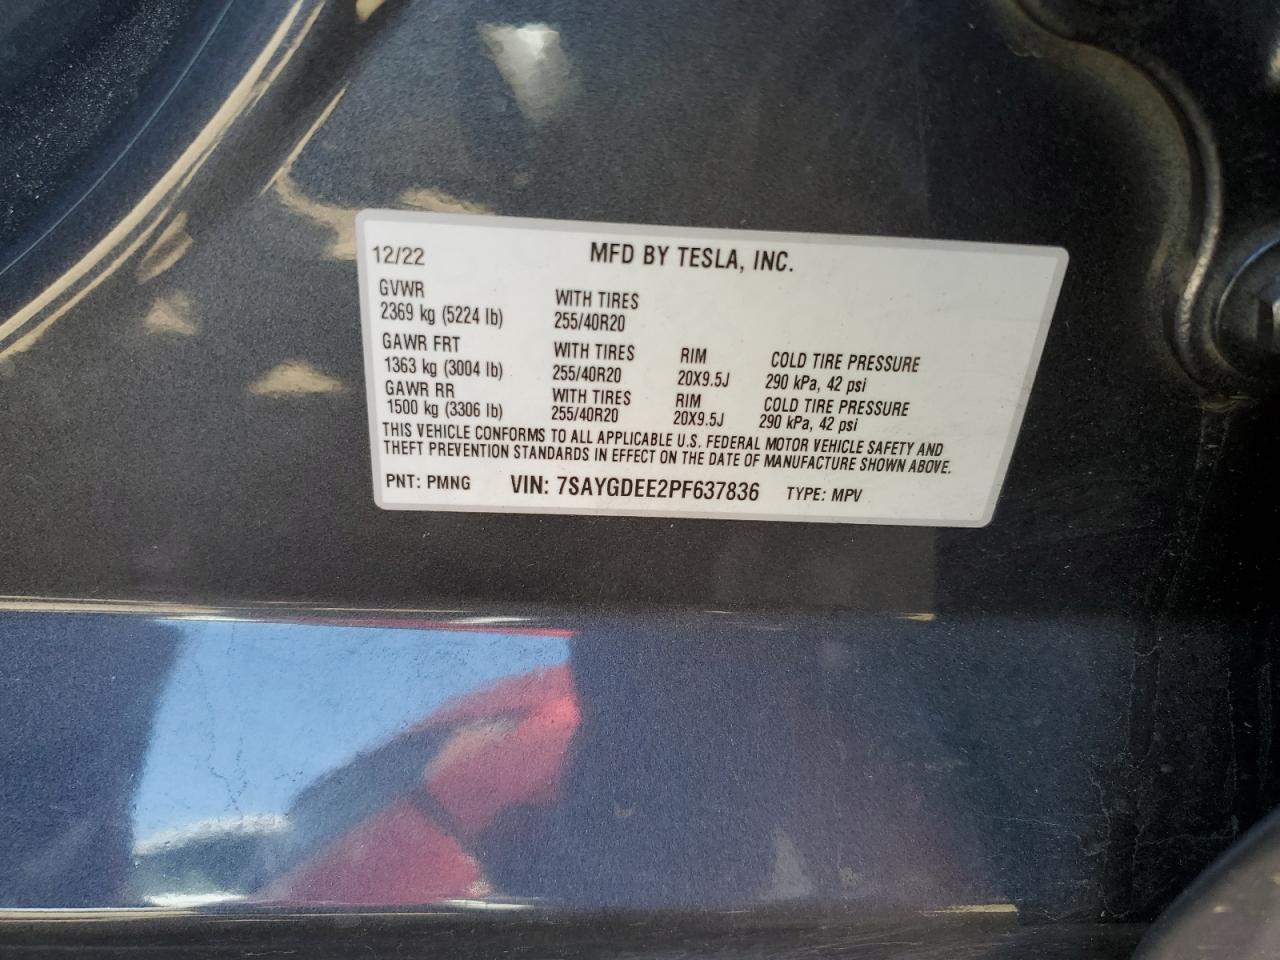 12/22 MFD BY TESLA, INC.
GVWR
2369 kg (5224 lb) WITH TIRES 255/40R20
GAWR FRT WITH TIRES RIM COLD TIRE PRESSURE
1363 kg (3004 lb) 255/40R20 20X9.5J 290 kPa, 42 psi
GAWR RR WITH TIRES RIM COLD TIRE PRESSURE
1500 kg (3306 lb) 255/40R20 20X9.5J 290 kPa, 42 psi
THIS VEHICLE CONFORMS TO ALL APPLICABLE U.S. FEDERAL MOTOR VEHICLE SAFETY AND
THEFT PREVENTION STANDARDS IN EFFECT ON THE DATE OF MANUFACTURE SHOWN ABOVE.
PNT: PMNG VIN: 7SAYGDEE2PF637836 TYPE: MPV